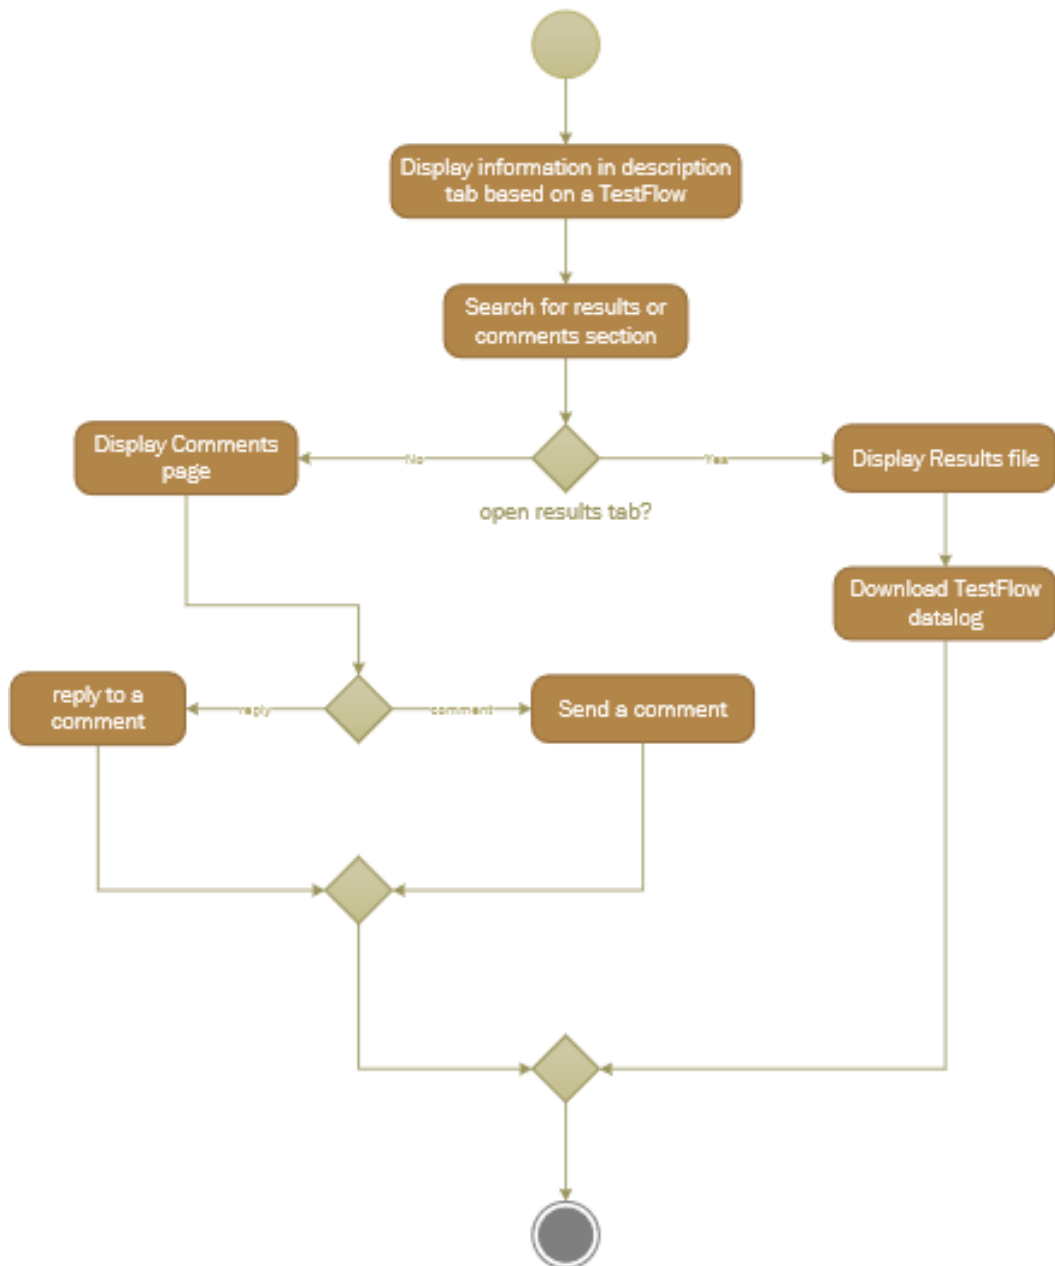 Display information in description
tab based on a TestFlow
Search for results or
comments section
Display Comments
page
No
Yes
Display Results file
open results tab?
Download TestFlow
datalog
reply to a
comment
reply
comment
Send a comment